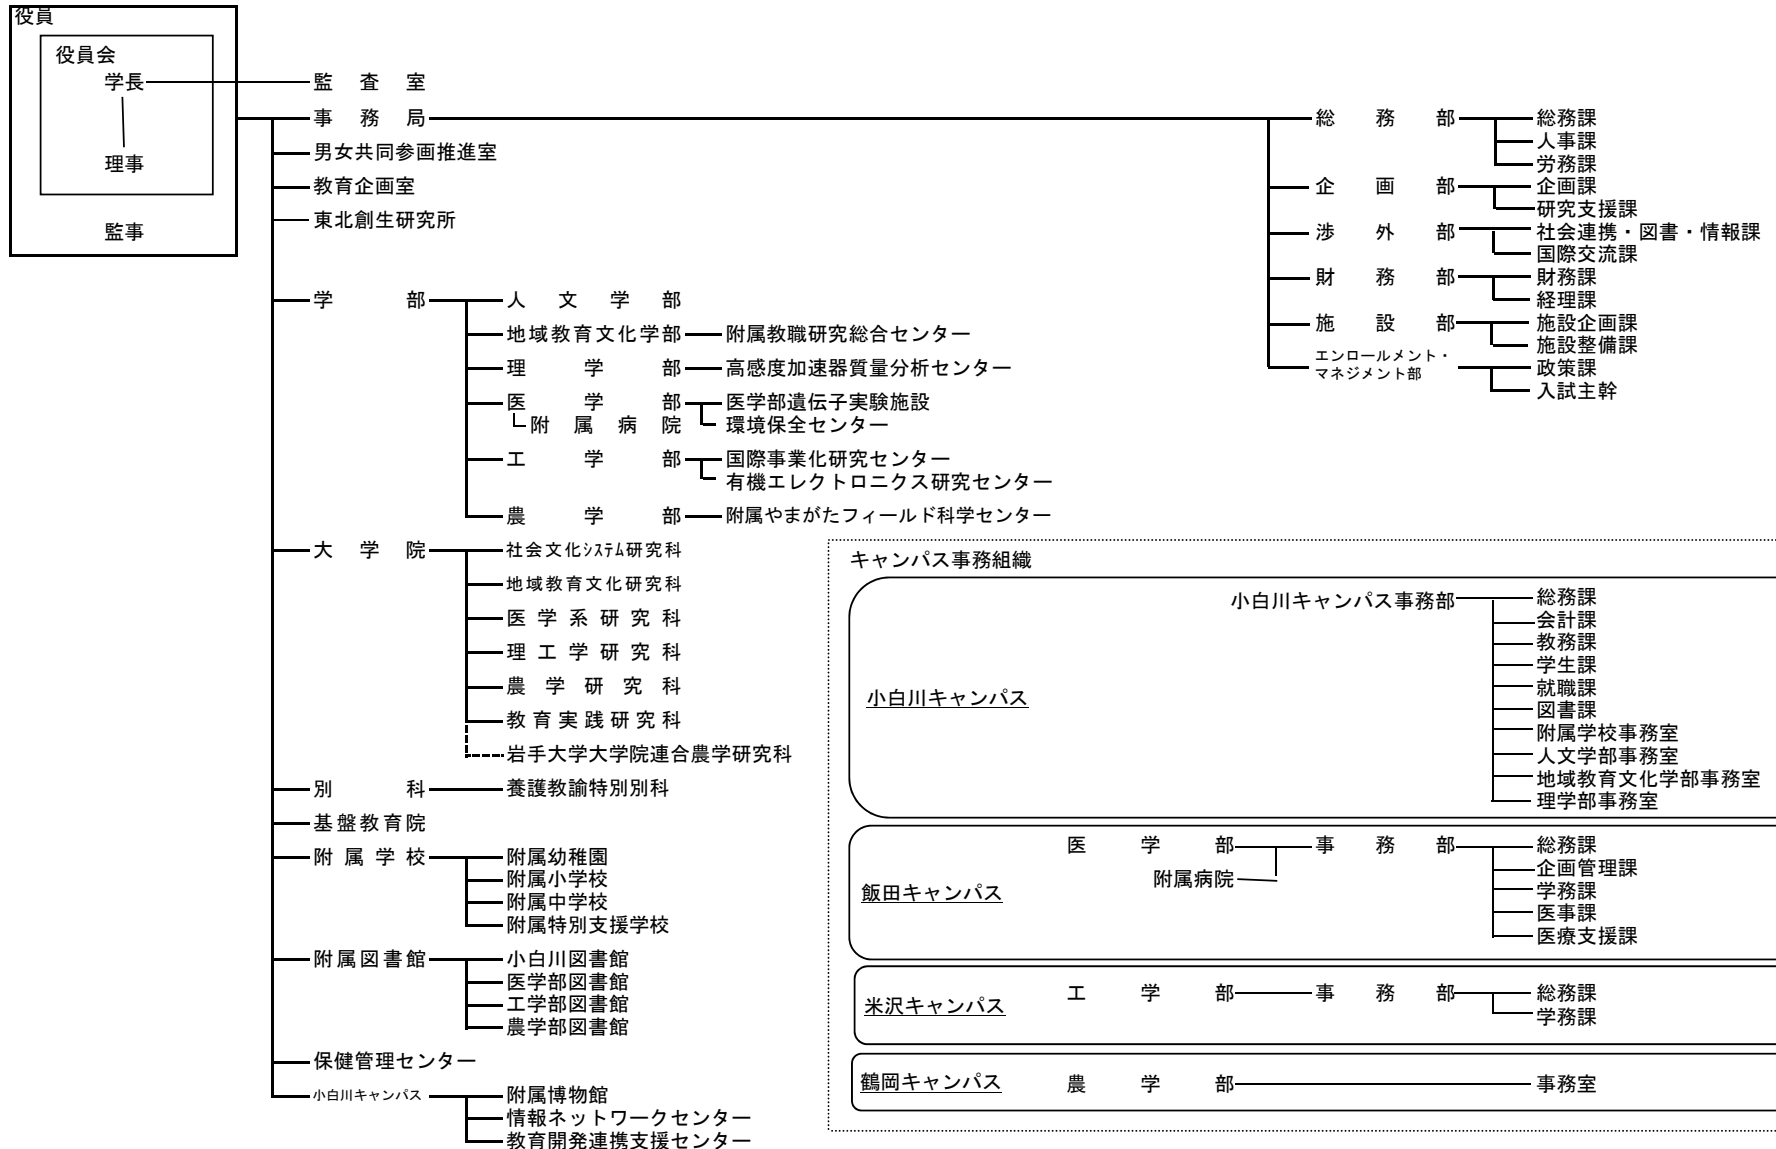 役員
役員会
学長
理事
監事
監査室
事務局
男女共同参画推進室
教育企画室
東北創生研究所
学部
人文学部
地域教育文化学部
附属教職研究総合センター
理学部
高感度加速器質量分析センター
医学部
医学部遺伝子実験施設
附属病院
環境保全センター
工学部
国際事業化研究センター
有機エレクトロニクス研究センター
農学部
附属やまがたフィールド科学センター
大学院
社会文化ｼｽﾃﾑ研究科
地域教育文化研究科
医学系研究科
理工学研究科
農学研究科
教育実践研究科
岩手大学大学院連合農学研究科
別科
養護教諭特別別科
基盤教育院
附属学校
附属幼稚園
附属小学校
附属中学校
附属特別支援学校
附属図書館
小白川図書館
医学部図書館
工学部図書館
農学部図書館
保健管理センター
小白川キャンパス
附属博物館
情報ネットワークセンター
教育開発連携支援センター
総務部
総務課
人事課
労務課
企画部
企画課
研究支援課
渉外部
社会連携・図書・情報課
国際交流課
財務部
財務課
経理課
施設部
施設企画課
施設整備課
エンロールメント・
マネジメント部
政策課
入試主幹
キャンパス事務組織
小白川キャンパス
小白川キャンパス事務部
総務課
会計課
教務課
学生課
就職課
図書課
附属学校事務室
人文学部事務室
地域教育文化学部事務室
理学部事務室
飯田キャンパス
医学部
附属病院
事務部
総務課
企画管理課
学務課
医事課
医療支援課
米沢キャンパス
工学部
事務部
総務課
学務課
鶴岡キャンパス
農学部
事務室